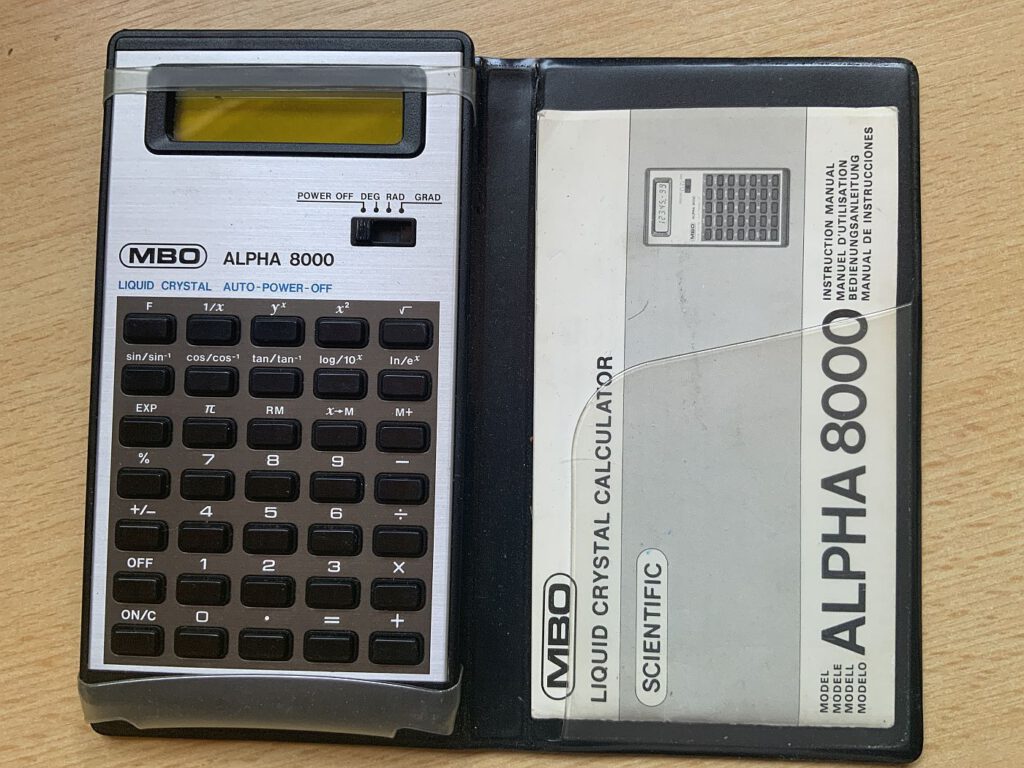 POWER OFF DEG RAD GRAD
MBO ALPHA 8000
LIQUID CRYSTAL AUTO-POWER-OFF
F 1/x yˣ x² √
sin/sin⁻¹ cos/cos⁻¹ tan/tan⁻¹ log/10ˣ ln/eˣ
EXP π RM x→M M+
% 7 8 9 −
+/− 4 5 6 ÷
OFF 1 2 3 ×
ON/C 0 . = +
MBO
LIQUID CRYSTAL CALCULATOR
SCIENTIFIC
MODEL
MODELE
MODELL
MODELO
ALPHA 8000
INSTRUCTION MANUAL
MANUEL D'UTILISATION
BEDIENUNGSANLEITUNG
MANUAL DE INSTRUCCIONES